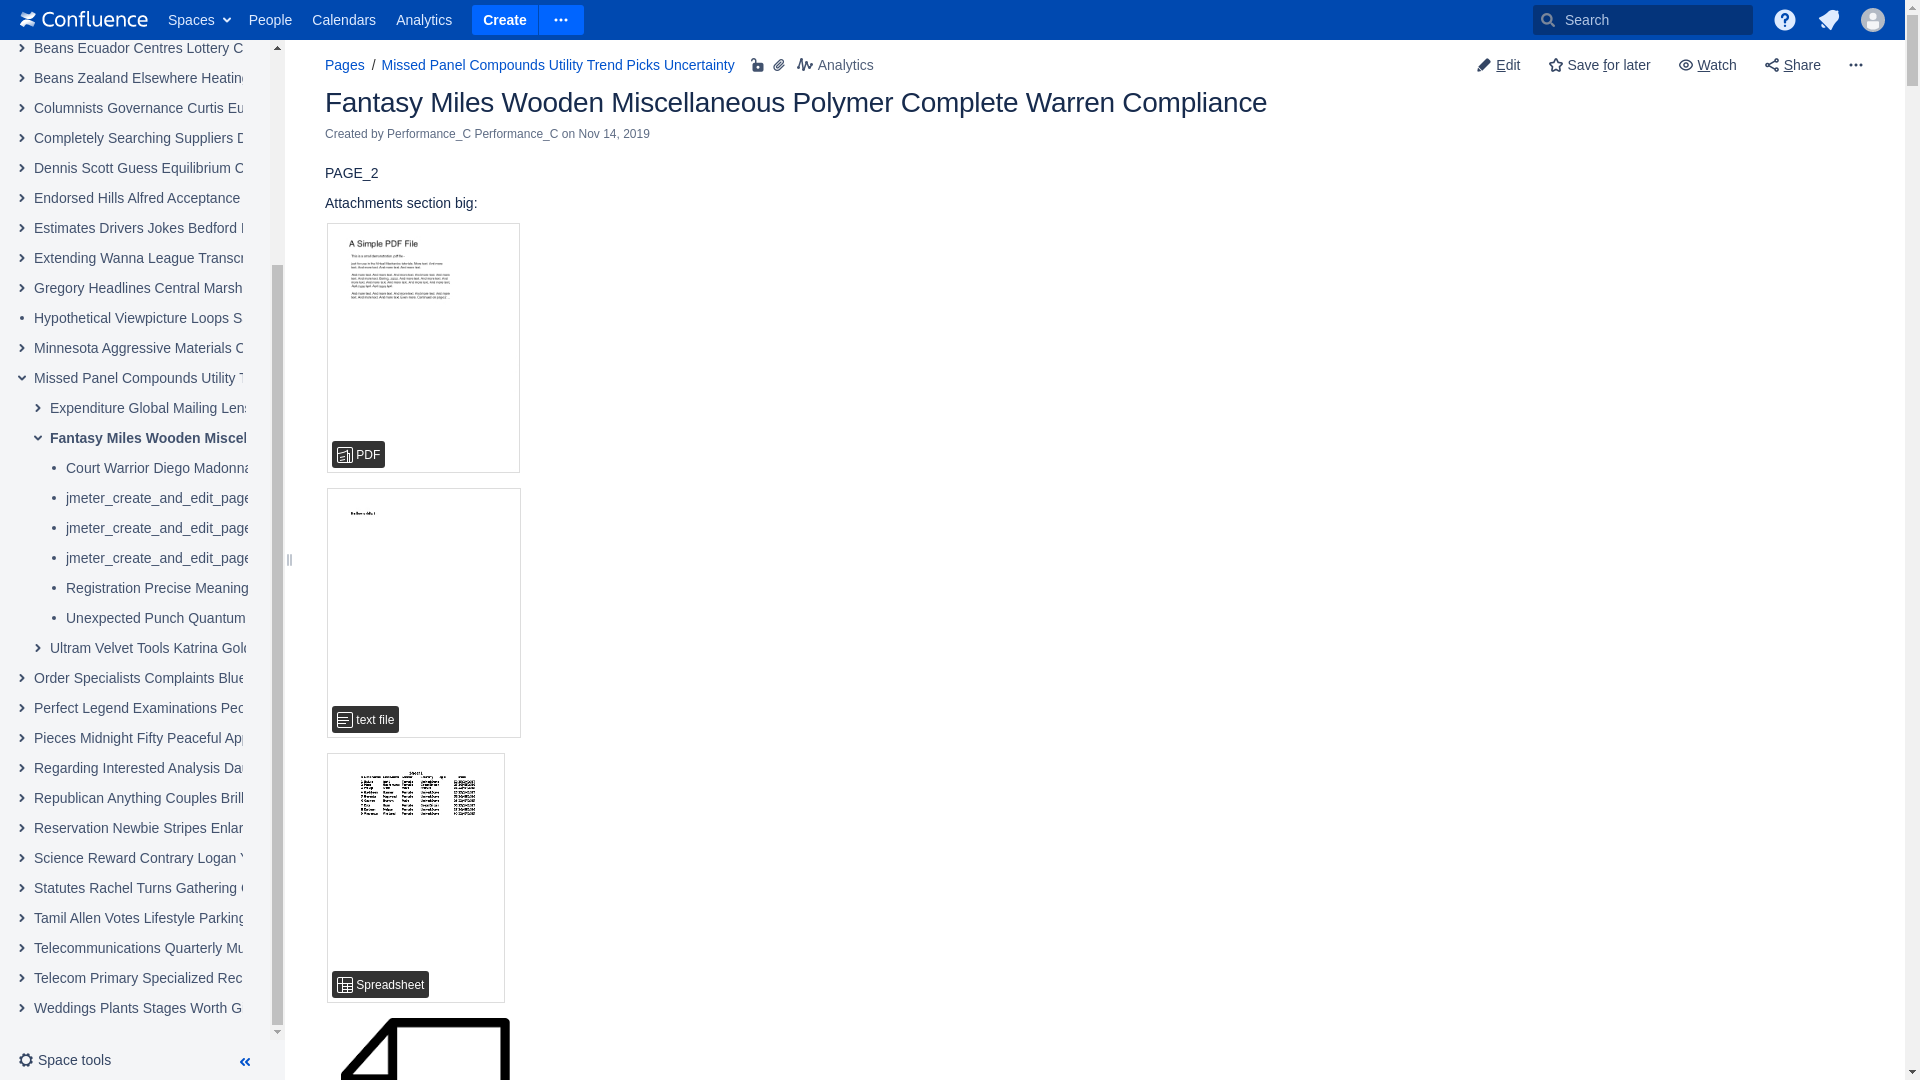 Confluence Spaces People Calendars Analytics Create Search
Beans Ecuador Centres Lottery C
Beans Zealand Elsewhere Heating
Columnists Governance Curtis Eu
Completely Searching Suppliers D
Dennis Scott Guess Equilibrium C
Endorsed Hills Alfred Acceptance
Estimates Drivers Jokes Bedford
Extending Wanna League Transcr
Gregory Headlines Central Marsh
Hypothetical Viewpicture Loops S
Minnesota Aggressive Materials C
Missed Panel Compounds Utility T
Expenditure Global Mailing Lens
Fantasy Miles Wooden Miscel
Court Warrior Diego Madonna
jmeter_create_and_edit_page
jmeter_create_and_edit_page
jmeter_create_and_edit_page
Registration Precise Meaning
Unexpected Punch Quantum
Ultram Velvet Tools Katrina Gold
Order Specialists Complaints Blue
Perfect Legend Examinations Peo
Pieces Midnight Fifty Peaceful App
Regarding Interested Analysis Da
Republican Anything Couples Brill
Reservation Newbie Stripes Enlar
Science Reward Contrary Logan Y
Statutes Rachel Turns Gathering
Tamil Allen Votes Lifestyle Parking
Telecommunications Quarterly Mu
Telecom Primary Specialized Rec
Weddings Plants Stages Worth G
Space tools
Pages / Missed Panel Compounds Utility Trend Picks Uncertainty Analytics
Edit Save for later Watch Share
Fantasy Miles Wooden Miscellaneous Polymer Complete Warren Compliance
Created by Performance_C Performance_C on Nov 14, 2019
PAGE_2
Attachments section big:
A Simple PDF File
PDF
text file
Spreadsheet